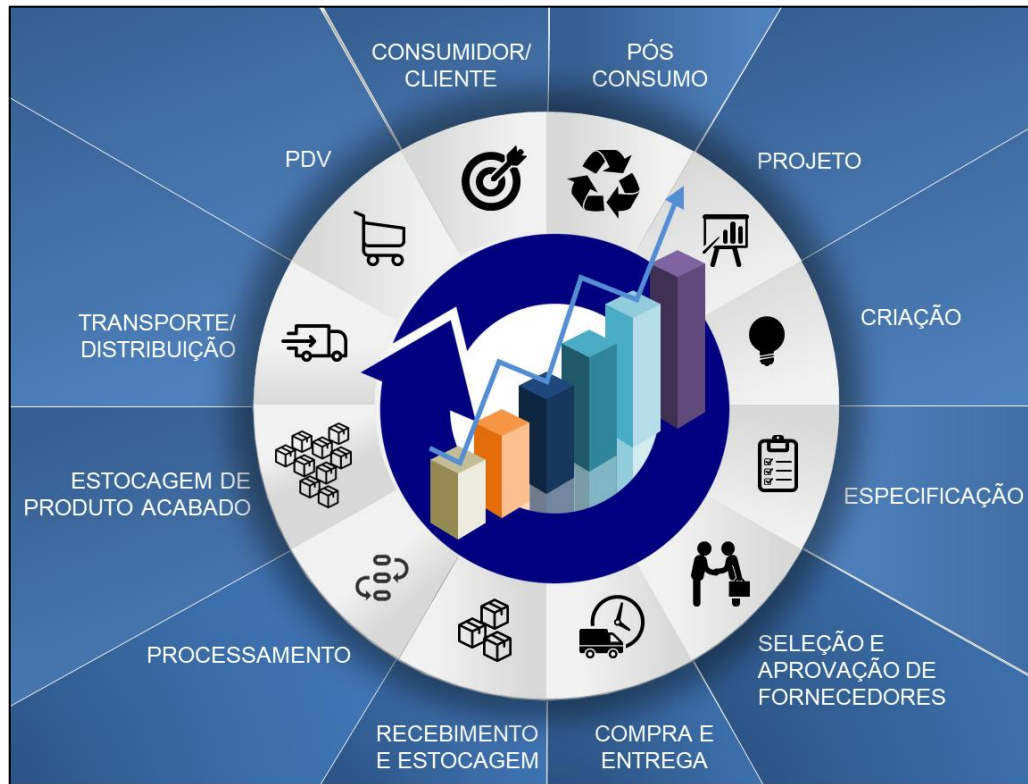 CONSUMIDOR/
CLIENTE
PÓS
CONSUMO
PROJETO
CRIAÇÃO
ESPECIFICAÇÃO
SELEÇÃO E
APROVAÇÃO DE
FORNECEDORES
COMPRA E
ENTREGA
RECEBIMENTO
E ESTOCAGEM
PROCESSAMENTO
ESTOCAGEM DE
PRODUTO ACABADO
TRANSPORTE/
DISTRIBUIÇÃO
PDV